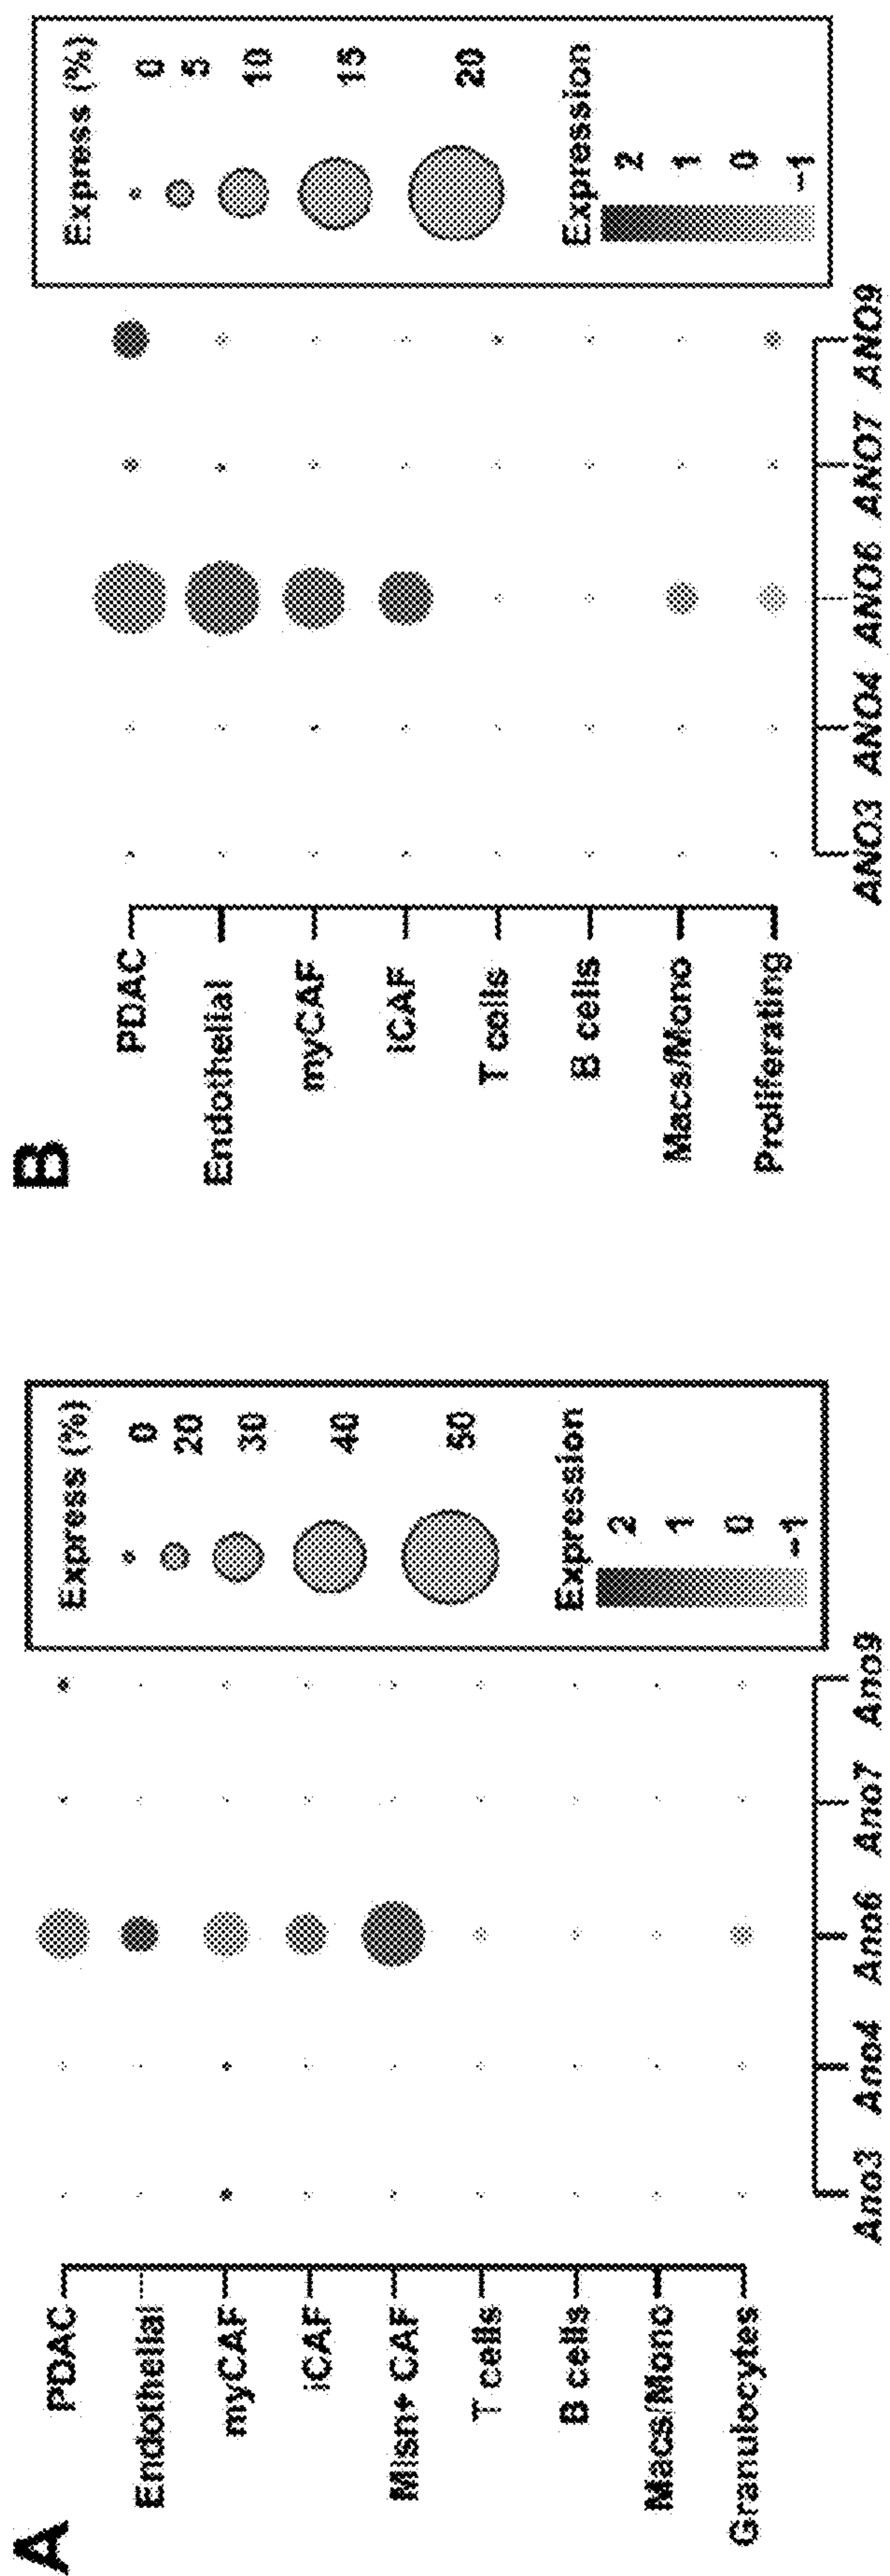 A
PDAC
Endothelial
myCAF
iCAF
Mlsn+ CAF
T cells
B cells
Macs/Mono
Granulocytes
Ano3 Ano4 Ano6 Ano7 Ano9
Express (%)
0
20
30
40
50
Expression
2
1
0
-1
B
PDAC
Endothelial
myCAF
iCAF
T cells
B cells
Macs/Mono
Proliferating
ANO3 ANO4 ANO6 ANO7 ANO9
Express (%)
0
5
10
15
20
Expression
2
1
0
-1